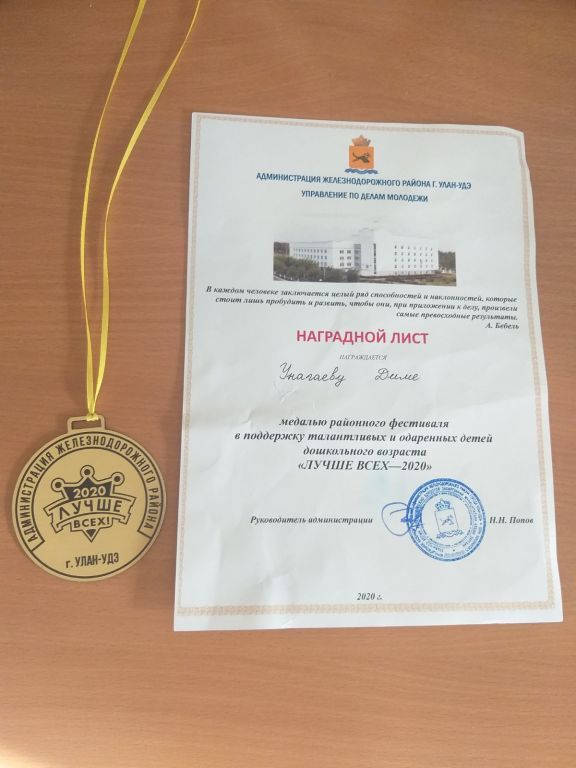 АДМИНИСТРАЦИЯ ЖЕЛЕЗНОДОРОЖНОГО РАЙОНА
2020
ЛУЧШЕ
ВСЕХ!
г. УЛАН-УДЭ
АДМИНИСТРАЦИЯ ЖЕЛЕЗНОДОРОЖНОГО РАЙОНА Г. УЛАН-УДЭ
УПРАВЛЕНИЕ ПО ДЕЛАМ МОЛОДЕЖИ
В каждом человеке заключается целый ряд способностей и наклонностей, которые
стоит лишь пробудить и развить, чтобы они, при приложении к делу, произвели
самые превосходные результаты.
А. Бебель
НАГРАДНОЙ ЛИСТ
НАГРАЖДАЕТСЯ
Унагаеву Диме
медалью районного фестиваля
в поддержку талантливых и одаренных детей
дошкольного возраста
«ЛУЧШЕ ВСЕХ—2020»
Руководитель администрации Н.Н. Попов
2020 г.